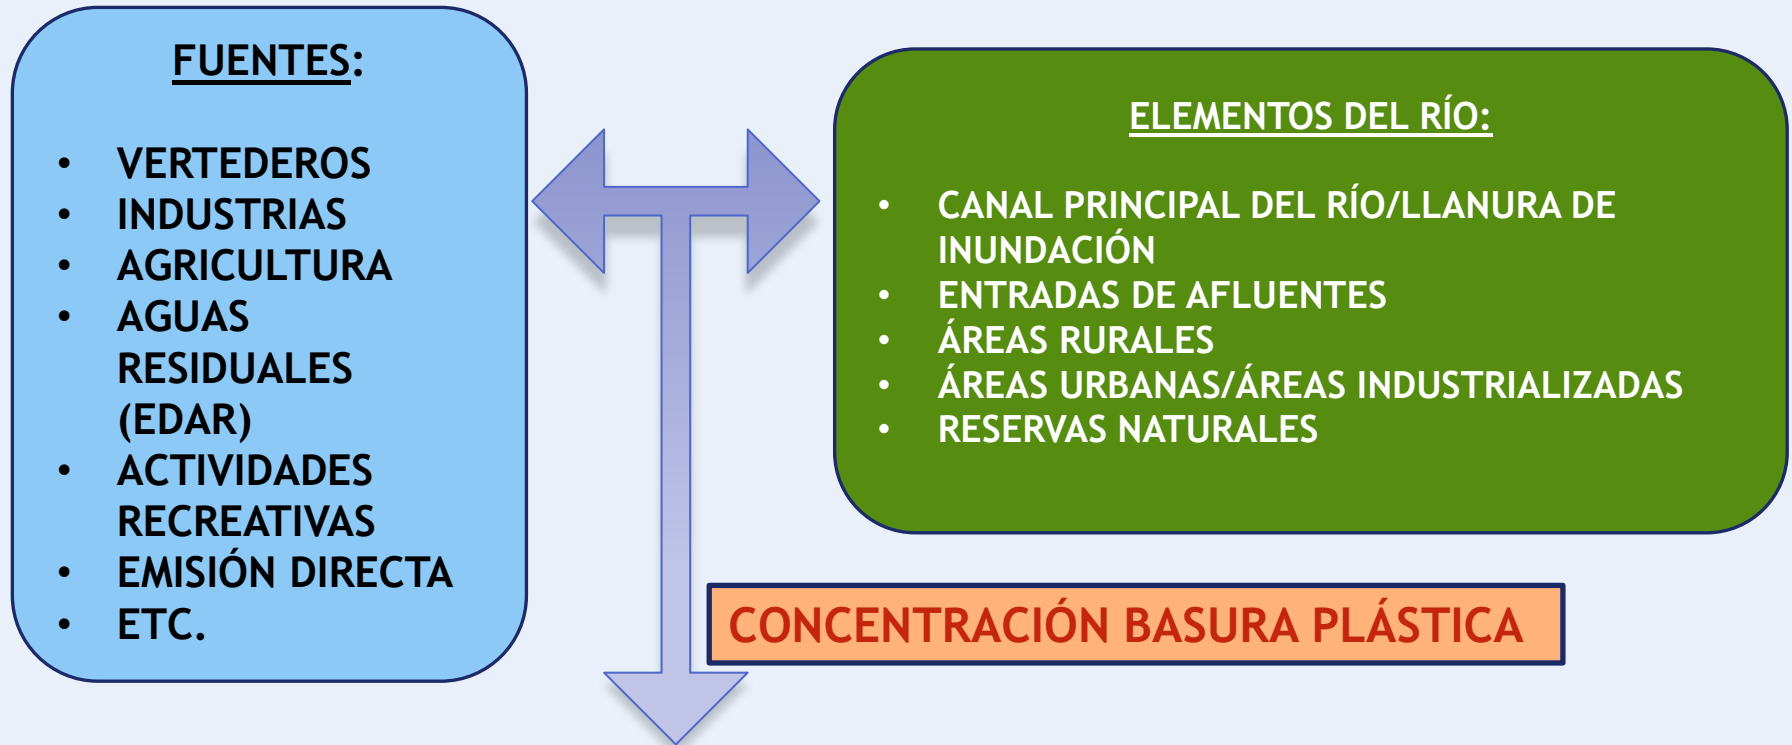 FUENTES:
• VERTEDEROS
• INDUSTRIAS
• AGRICULTURA
• AGUAS
RESIDUALES
(EDAR)
• ACTIVIDADES
RECREATIVAS
• EMISIÓN DIRECTA
• ETC.
ELEMENTOS DEL RÍO:
• CANAL PRINCIPAL DEL RÍO/LLANURA DE
INUNDACIÓN
• ENTRADAS DE AFLUENTES
• ÁREAS RURALES
• ÁREAS URBANAS/ÁREAS INDUSTRIALIZADAS
• RESERVAS NATURALES
CONCENTRACIÓN BASURA PLÁSTICA